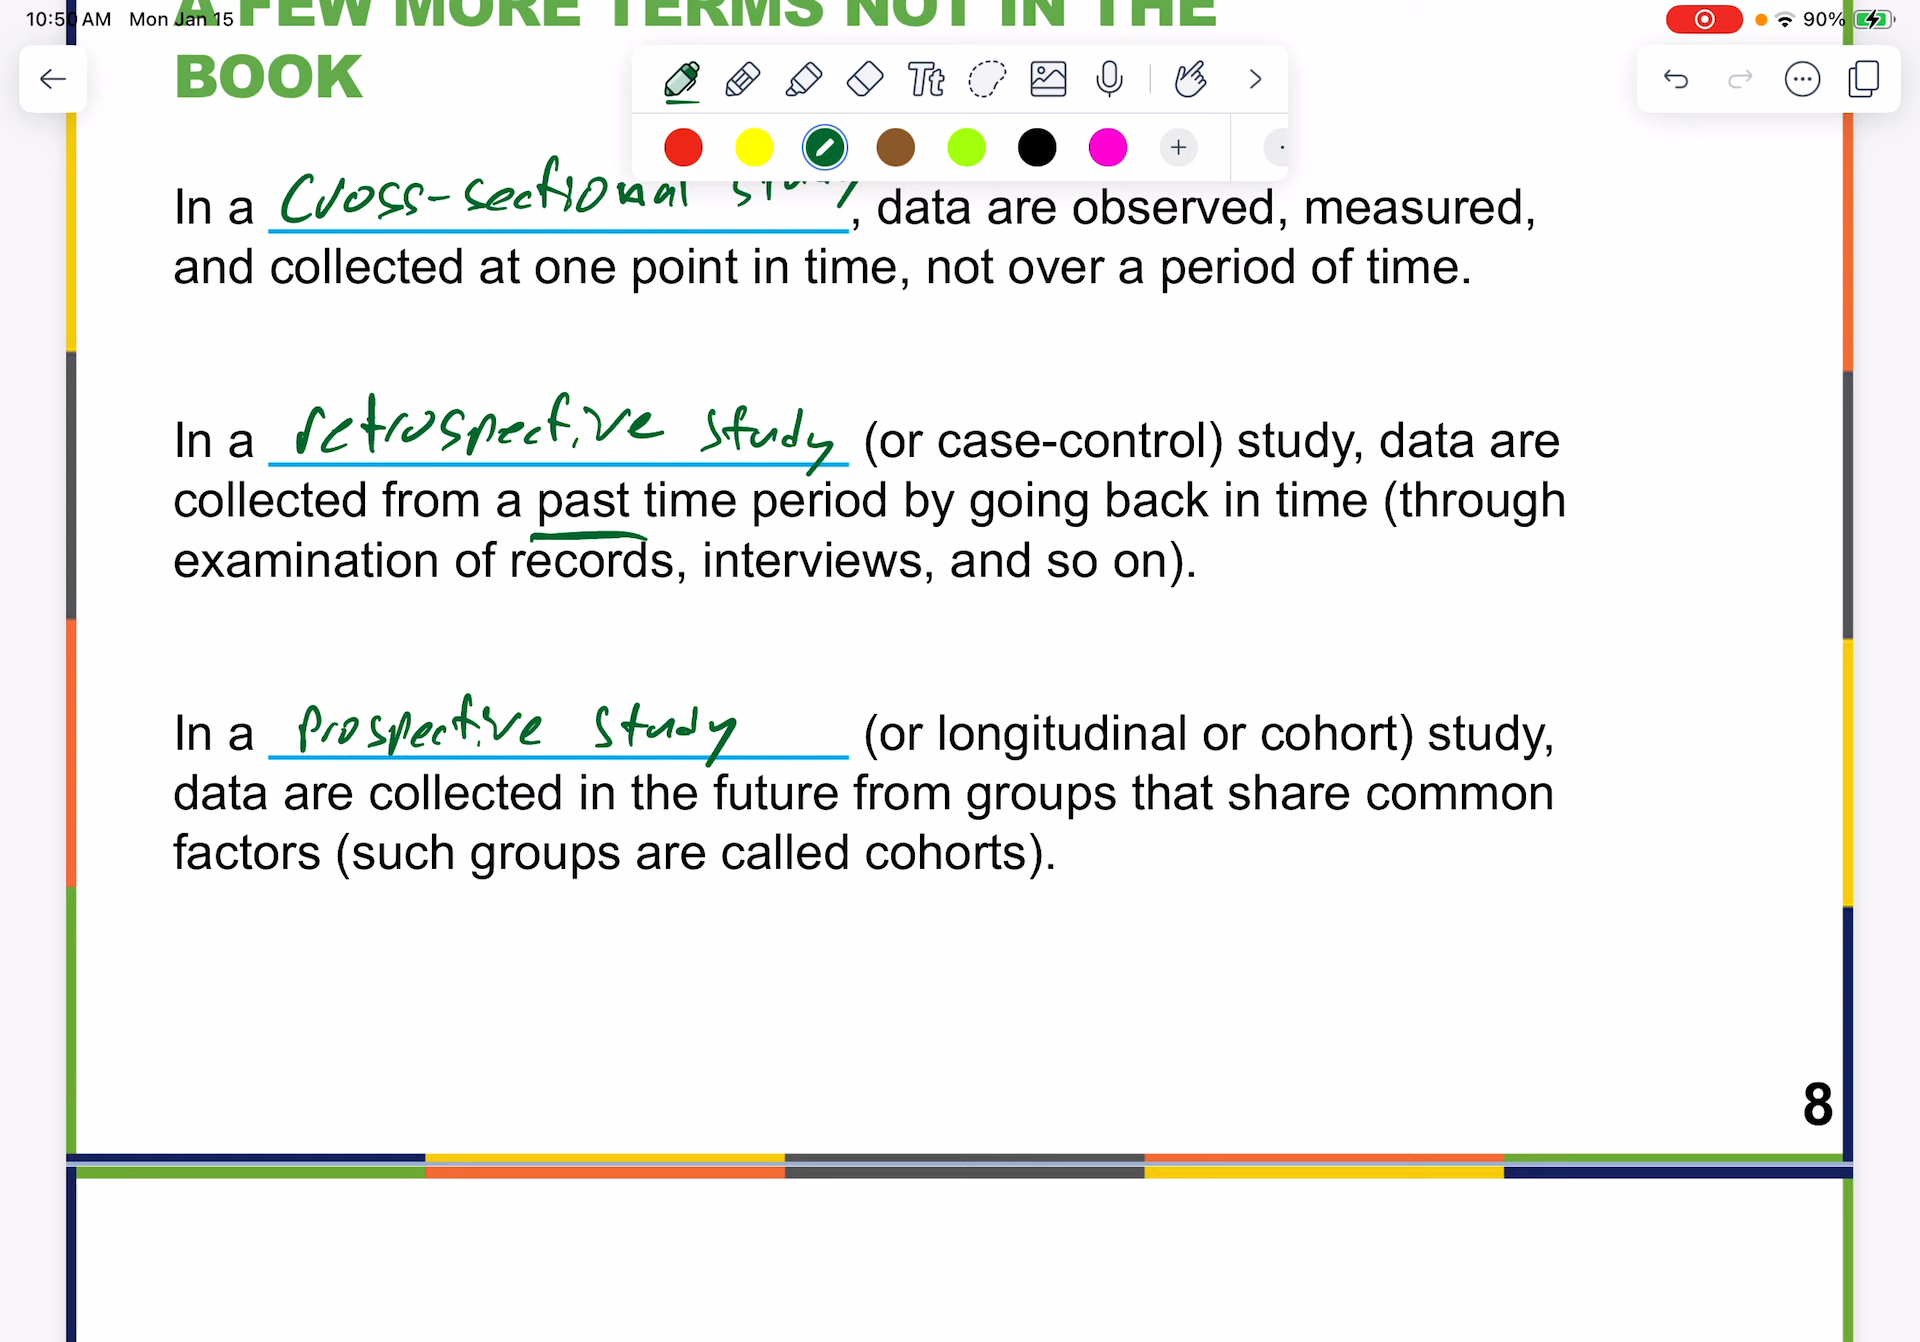 10:50 AM Mon Jan 15
90%
A FEW MORE TERMS NOT IN THE
BOOK
Tt
In a Cross-sectional study, data are observed, measured,
and collected at one point in time, not over a period of time.
In a retrospective study (or case-control) study, data are
collected from a past time period by going back in time (through
examination of records, interviews, and so on).
In a Prospective study (or longitudinal or cohort) study,
data are collected in the future from groups that share common
factors (such groups are called cohorts).
8